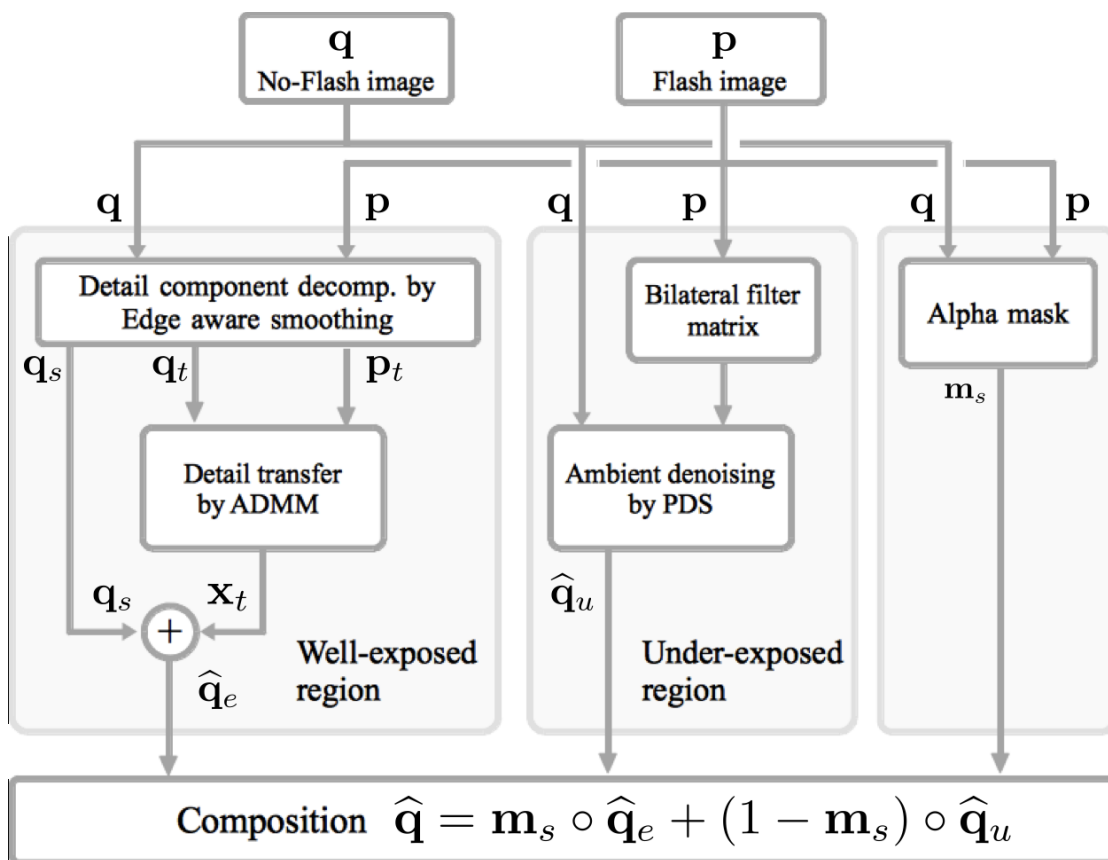 q
No-Flash image
p
Flash image
q
p
q
p
q
p
Detail component decomp. by
Edge aware smoothing
Bilateral filter
matrix
Alpha mask
q_s
q_t
p_t
m_s
Detail transfer
by ADMM
Ambient denoising
by PDS
q_s
x_t
+
q̂_u
Well-exposed
region
Under-exposed
region
q̂_e
Composition q̂ = m_s ∘ q̂_e + (1 − m_s) ∘ q̂_u